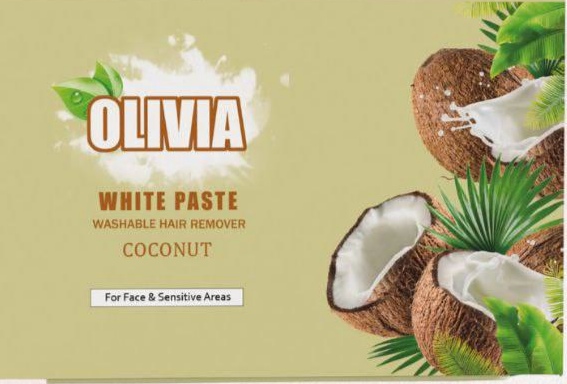 OLIVIA
WHITE PASTE
WASHABLE HAIR REMOVER
COCONUT
For Face & Sensitive Areas